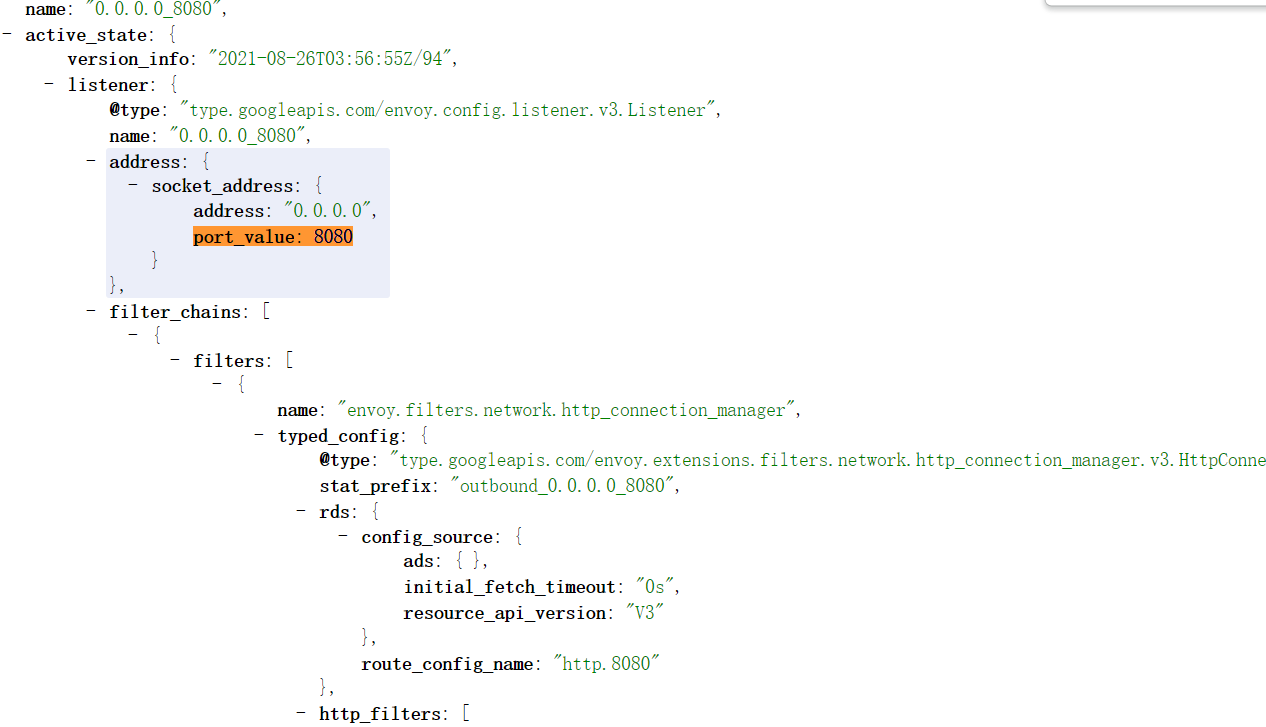 name: "0.0.0.0_8080",
- active_state: {
version_info: "2021-08-26T03:56:55Z/94",
- listener: {
@type: "type.googleapis.com/envoy.config.listener.v3.Listener",
name: "0.0.0.0_8080",
- address: {
- socket_address: {
address: "0.0.0.0",
port_value: 8080
}
},
- filter_chains: [
- {
- filters: [
- {
name: "envoy.filters.network.http_connection_manager",
- typed_config: {
@type: "type.googleapis.com/envoy.extensions.filters.network.http_connection_manager.v3.HttpConne
stat_prefix: "outbound_0.0.0.0_8080",
- rds: {
- config_source: {
ads: { },
initial_fetch_timeout: "0s",
resource_api_version: "V3"
},
route_config_name: "http.8080"
},
- http_filters: [